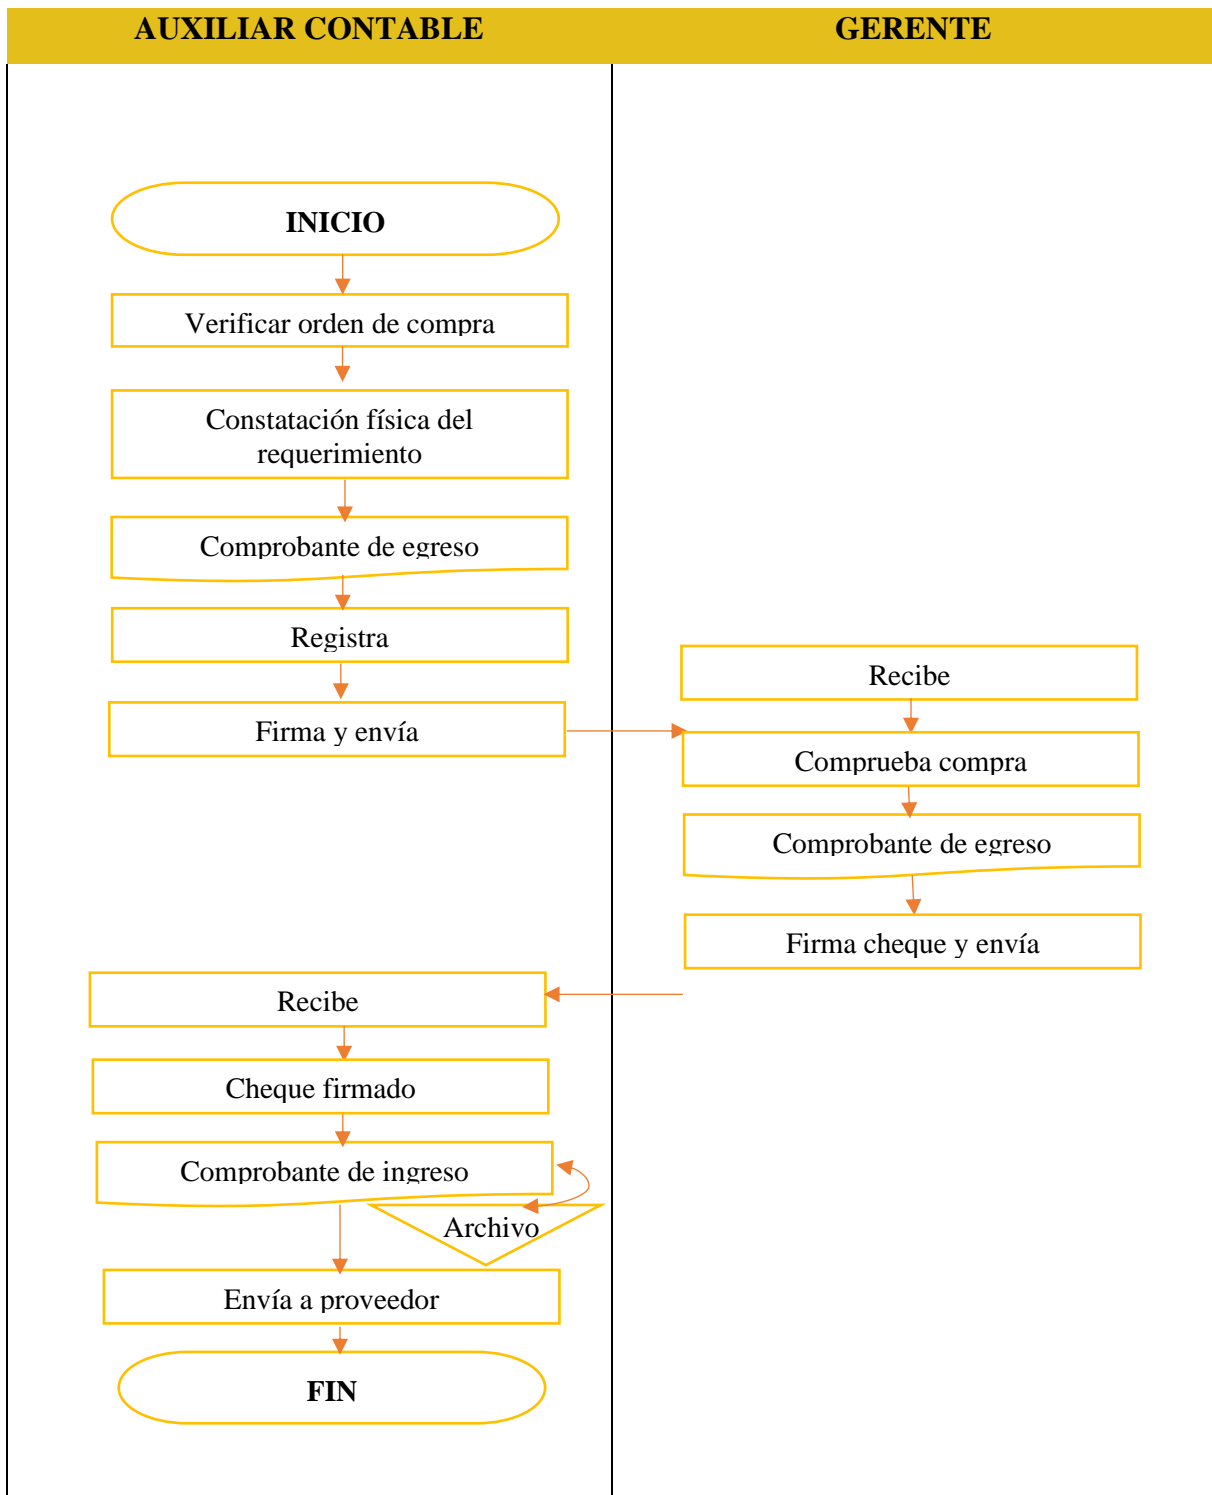 AUXILIAR CONTABLE
GERENTE
INICIO
Verificar orden de compra
Constatación física del
requerimiento
Comprobante de egreso
Registra
Firma y envía
Recibe
Comprueba compra
Comprobante de egreso
Firma cheque y envía
Recibe
Cheque firmado
Comprobante de ingreso
Archivo
Envía a proveedor
FIN